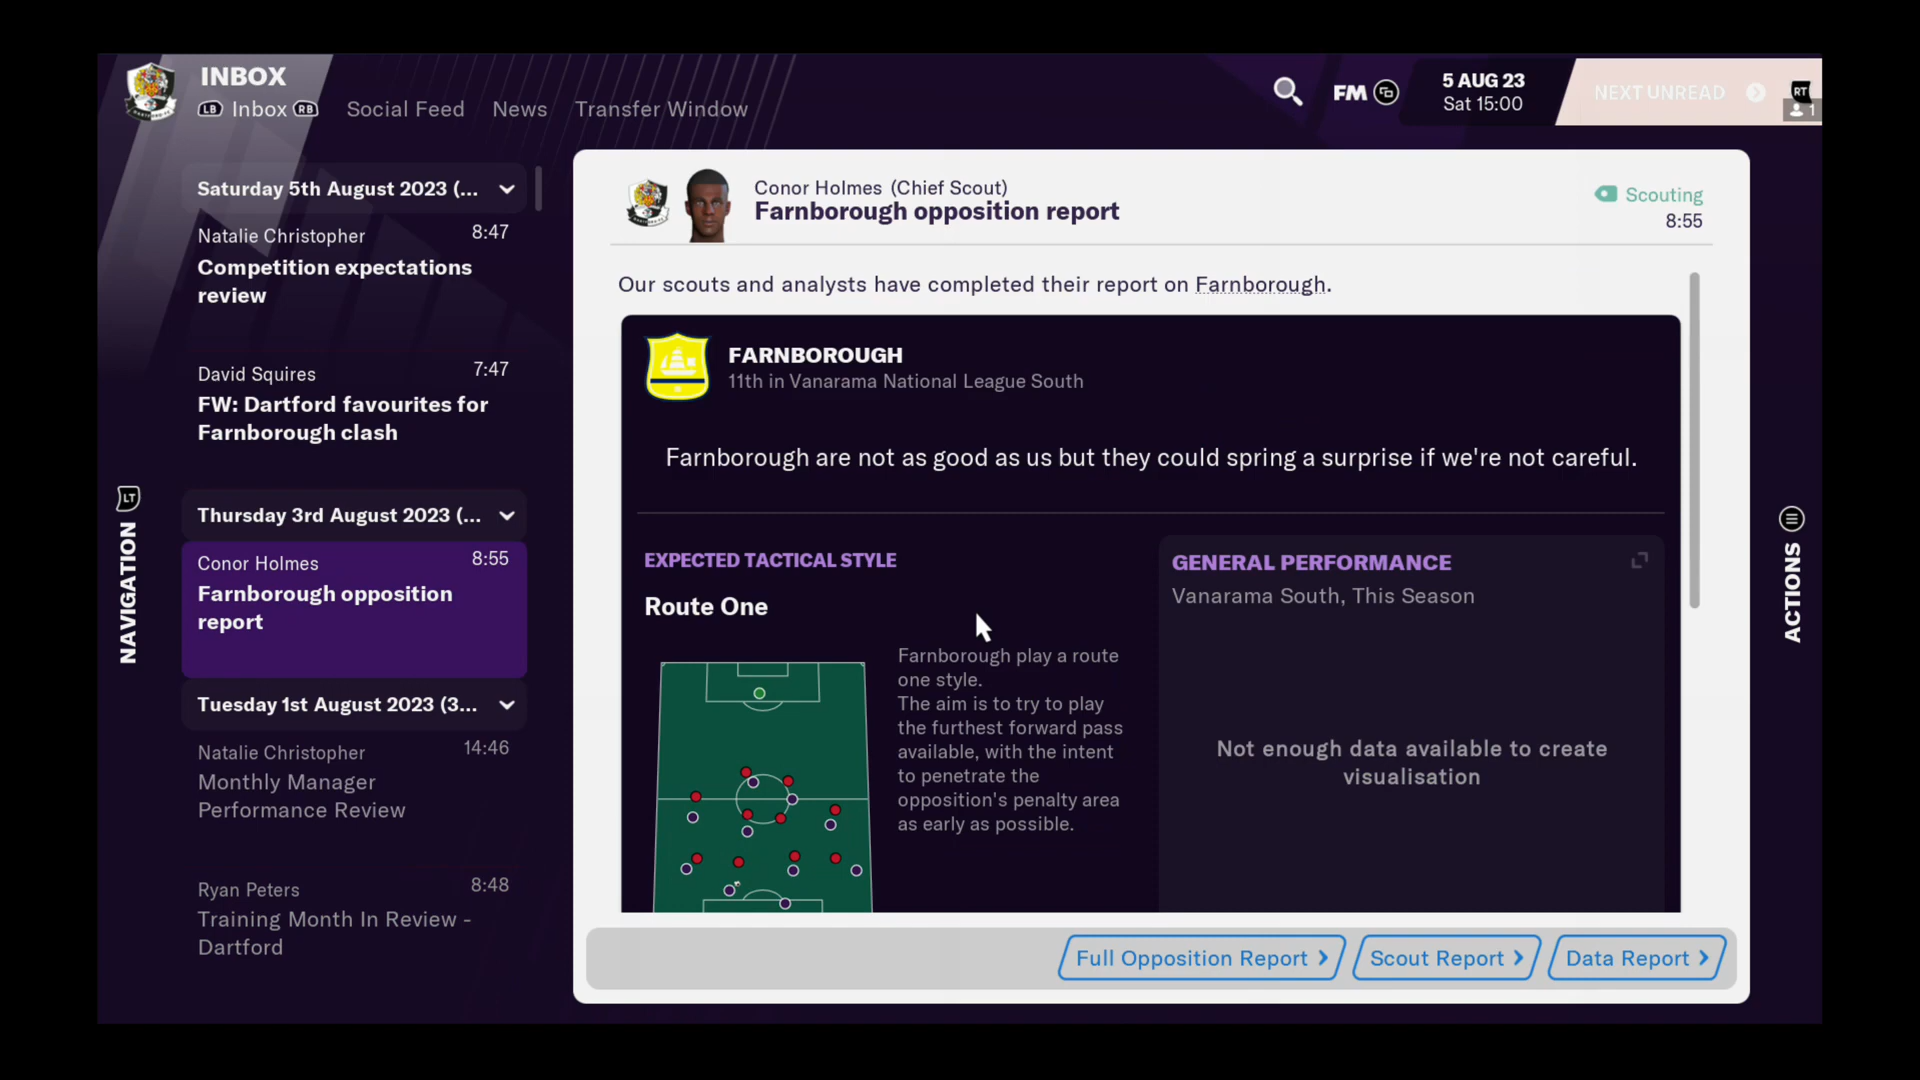 INBOX
LB Inbox RB
Social Feed
News
Transfer Window
FM
5 AUG 23
Sat 15:00
NEXT UNREAD
RT
1
Saturday 5th August 2023 (...
Natalie Christopher
8:47
Competition expectations
review
David Squires
7:47
FW: Dartford favourites for
Farnborough clash
Thursday 3rd August 2023 (...
Conor Holmes
8:55
Farnborough opposition
report
Tuesday 1st August 2023 (3...
Natalie Christopher
14:46
Monthly Manager
Performance Review
Ryan Peters
8:48
Training Month In Review -
Dartford
LT
NAVIGATION
Conor Holmes (Chief Scout)
Farnborough opposition report
Scouting
8:55
Our scouts and analysts have completed their report on Farnborough.
FARNBOROUGH
11th in Vanarama National League South
Farnborough are not as good as us but they could spring a surprise if we're not careful.
EXPECTED TACTICAL STYLE
Route One
Farnborough play a route
one style.
The aim is to try to play
the furthest forward pass
available, with the intent
to penetrate the
opposition's penalty area
as early as possible.
GENERAL PERFORMANCE
Vanarama South, This Season
Not enough data available to create
visualisation
Full Opposition Report
Scout Report
Data Report
ACTIONS